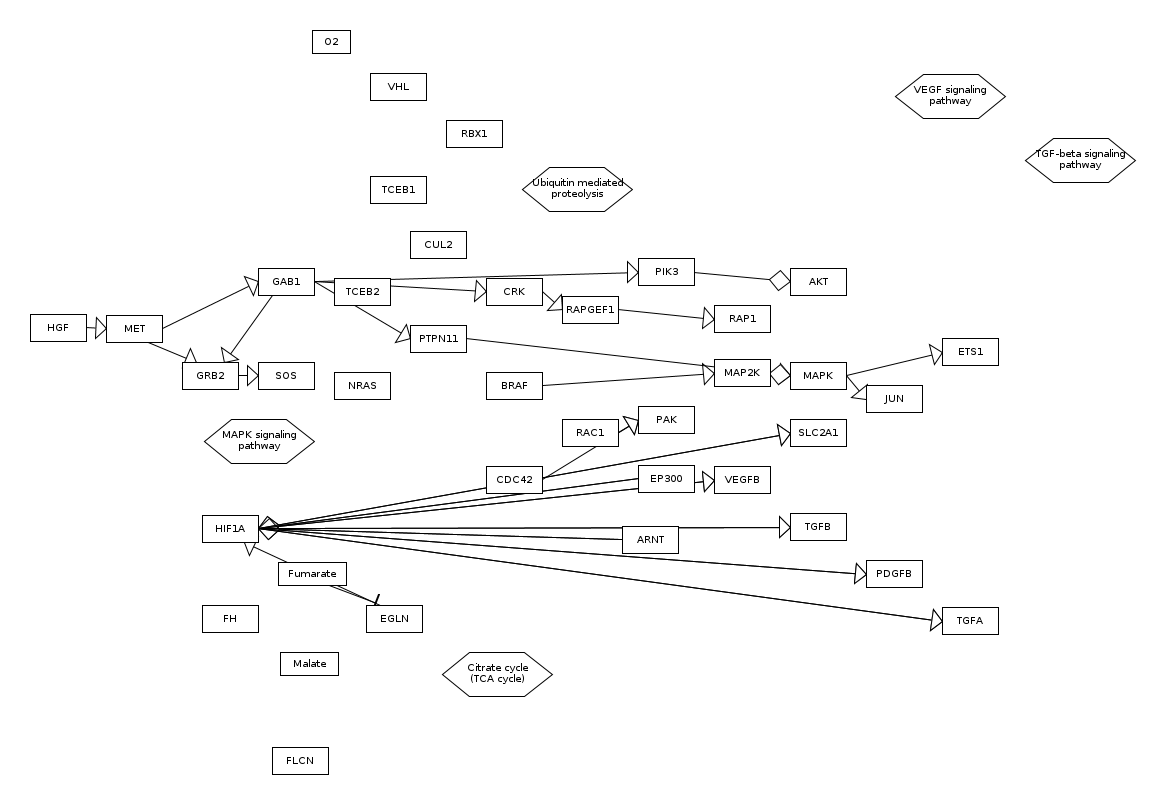 O2
VHL
VEGF signaling
pathway
RBX1
TGF-beta signaling
pathway
TCEB1
Ubiquitin mediated
proteolysis
CUL2
PIK3
GAB1
AKT
TCEB2
CRK
RAPGEF1
RAP1
HGF
MET
PTPN11
ETS1
GRB2
SOS
MAP2K
MAPK
NRAS
BRAF
JUN
PAK
RAC1
SLC2A1
MAPK signaling
pathway
CDC42
EP300
VEGFB
HIF1A
TGFB
ARNT
Fumarate
PDGFB
FH
EGLN
TGFA
Malate
Citrate cycle
(TCA cycle)
FLCN